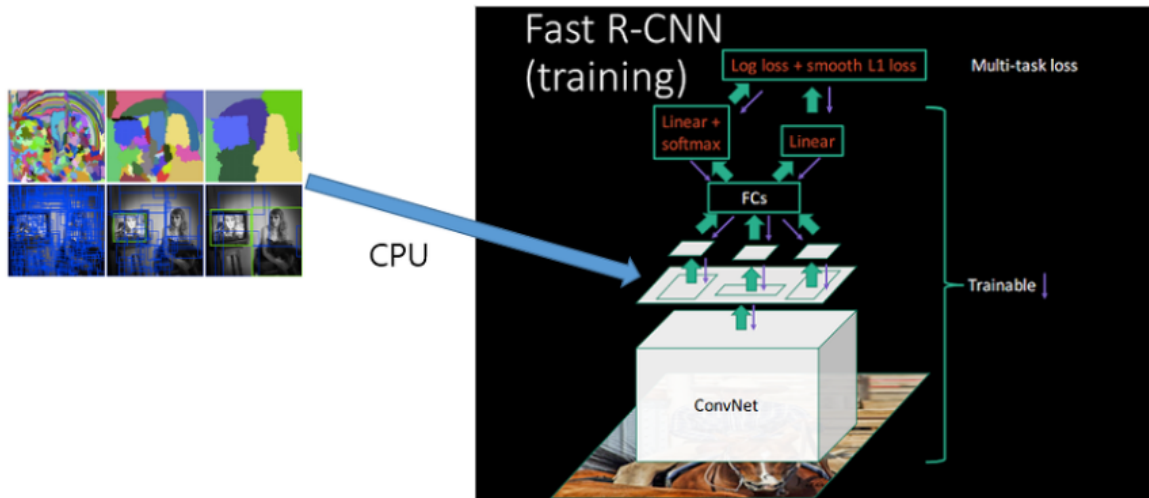 Fast R-CNN
(training)
Log loss + smooth L1 loss
Multi-task loss
Linear +
softmax
Linear
FCs
CPU
Trainable
ConvNet